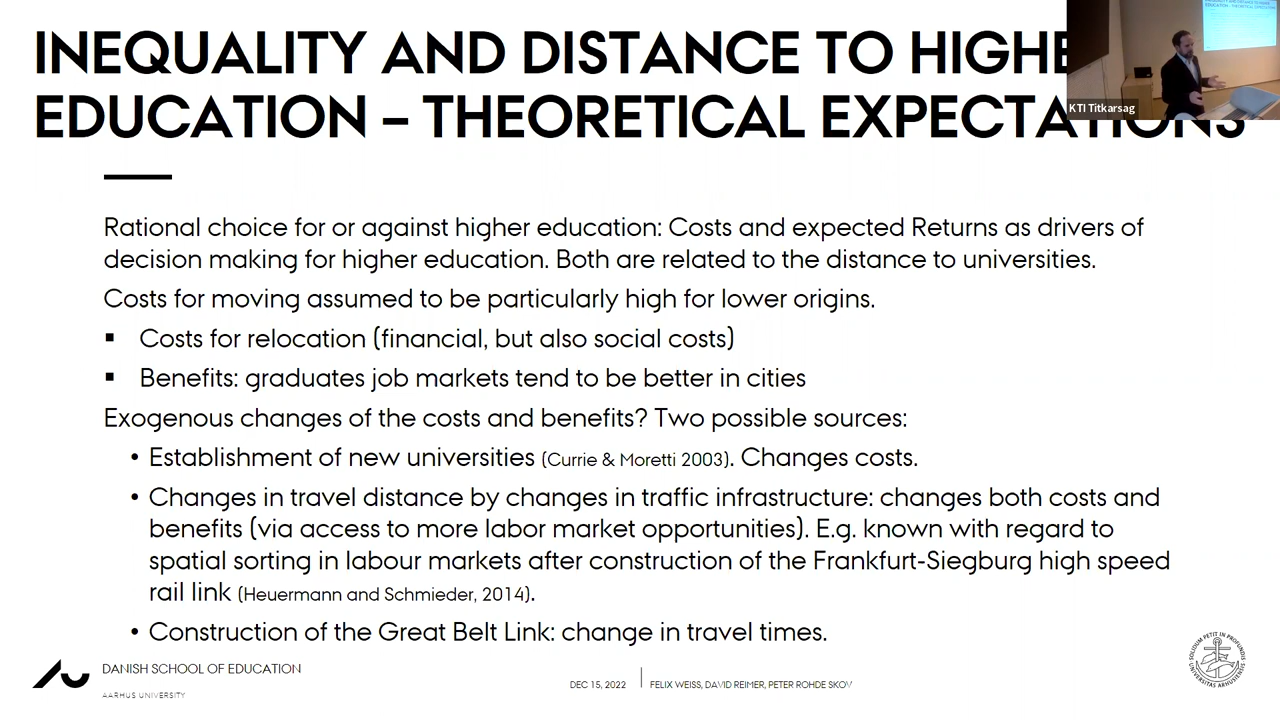 INEQUALITY AND DISTANCE TO HIGHE
EDUCATION – THEORETICAL EXPECTATIONS
KTI Titkarsag
Rational choice for or against higher education: Costs and expected Returns as drivers of
decision making for higher education. Both are related to the distance to universities.
Costs for moving assumed to be particularly high for lower origins.
▪ Costs for relocation (financial, but also social costs)
▪ Benefits: graduates job markets tend to be better in cities
Exogenous changes of the costs and benefits? Two possible sources:
• Establishment of new universities (Currie & Moretti 2003). Changes costs.
• Changes in travel distance by changes in traffic infrastructure: changes both costs and
benefits (via access to more labor market opportunities). E.g. known with regard to
spatial sorting in labour markets after construction of the Frankfurt-Siegburg high speed
rail link (Heuermann and Schmieder, 2014).
• Construction of the Great Belt Link: change in travel times.
DANISH SCHOOL OF EDUCATION
AARHUS UNIVERSITY
DEC 15, 2022
FELIX WEISS, DAVID REIMER, PETER ROHDE SKOV